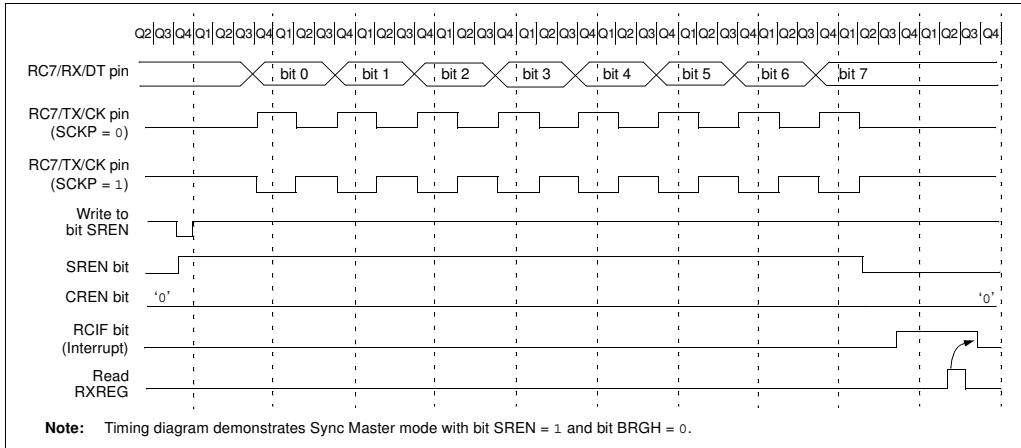 Q2|Q3|Q4|Q1|Q2|Q3|Q4|Q1|Q2|Q3|Q4|Q1|Q2|Q3|Q4|Q1|Q2|Q3|Q4|Q1|Q2|Q3|Q4|Q1|Q2|Q3|Q4|Q1|Q2|Q3|Q4|Q1|Q2|Q3|Q4|Q1|Q2|Q3|Q4|Q1|Q2|Q3|Q4
RC7/RX/DT pin bit 0 bit 1 bit 2 bit 3 bit 4 bit 5 bit 6 bit 7
RC7/TX/CK pin
(SCKP = 0)
RC7/TX/CK pin
(SCKP = 1)
Write to
bit SREN
SREN bit
CREN bit '0' '0'
RCIF bit
(Interrupt)
Read
RXREG
Note: Timing diagram demonstrates Sync Master mode with bit SREN = 1 and bit BRGH = 0.